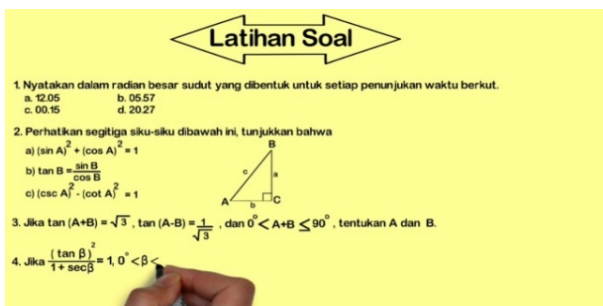 Latihan Soal
1. Nyatakan dalam radian besar sudut yang dibentuk untuk setiap penunjukan waktu berkut.
a. 12.05 b. 05.57
c. 00.15 d. 20.27
2. Perhatikan segitiga siku-siku dibawah ini, tunjukkan bahwa
a) (sin A)² + (cos A)² = 1
b) tan B = sin B / cos B
c) (csc A)² - (cot A)² = 1
B
c a
A b C
3. Jika tan (A+B) = √3 , tan (A-B) = 1/√3 , dan 0° < A+B ≤ 90° , tentukan A dan B.
4. Jika (tan β)² / 1 + secβ = 1, 0° < β <